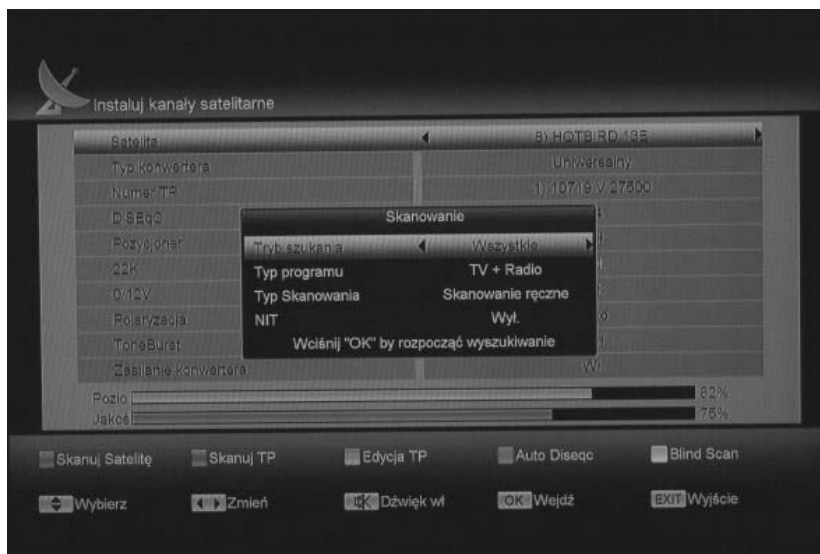 Instaluj kanały satelitarne
Satelita 8) HOTBIRD 13E
Typ konwertera Uniwersalny
Numer TP 1) 10719 V 27500
DiSEqC
Skanowanie
Pozycjoner
Tryb szukania Wszystkie
22K
Typ programu TV + Radio
0/12V
Typ Skanowania Skanowanie ręczne
Polaryzacja
NIT Wył.
ToneBurst
Wciśnij "OK" by rozpocząć wyszukiwanie
Zasilanie konwertera Wł
Pozio 82%
Jakoś 75%
Skanuj Satelitę Skanuj TP Edycja TP Auto Diseqc Blind Scan
Wybierz Zmień Dźwięk wł OK Wejdź EXIT Wyjście